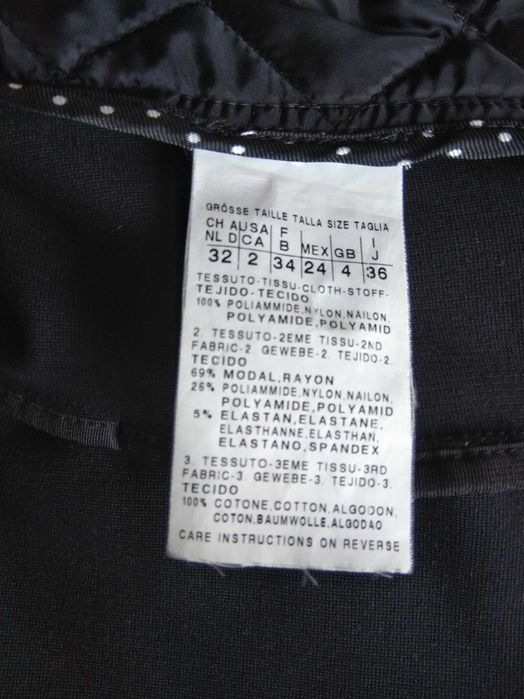 GRÖSSE TAILLE TALLA SIZE TAGLIA
CH A USA F I
NL D CA B MEX GB J
32 2 34 24 4 36
TESSUTO-TISSU-CLOTH-STOFF-
TEJIDO-TECIDO
100% POLIAMMIDE,NYLON,NAILON,
POLYAMIDE,POLYAMID
2. TESSUTO-2EME TISSU-2ND
FABRIC-2. GEWEBE-2. TEJIDO-2.
TECIDO
69% MODAL,RAYON
26% POLIAMMIDE,NYLON,NAILON,
POLYAMIDE,POLYAMID
5% ELASTAN,ELASTANE,
ELASTHANNE,ELASTHAN,
ELASTANO,SPANDEX
3. TESSUTO-3EME TISSU-3RD
FABRIC-3. GEWEBE-3. TEJIDO-3.
TECIDO
100% COTONE,COTTON,ALGODON,
COTON,BAUMWOLLE,ALGODAO
CARE INSTRUCTIONS ON REVERSE